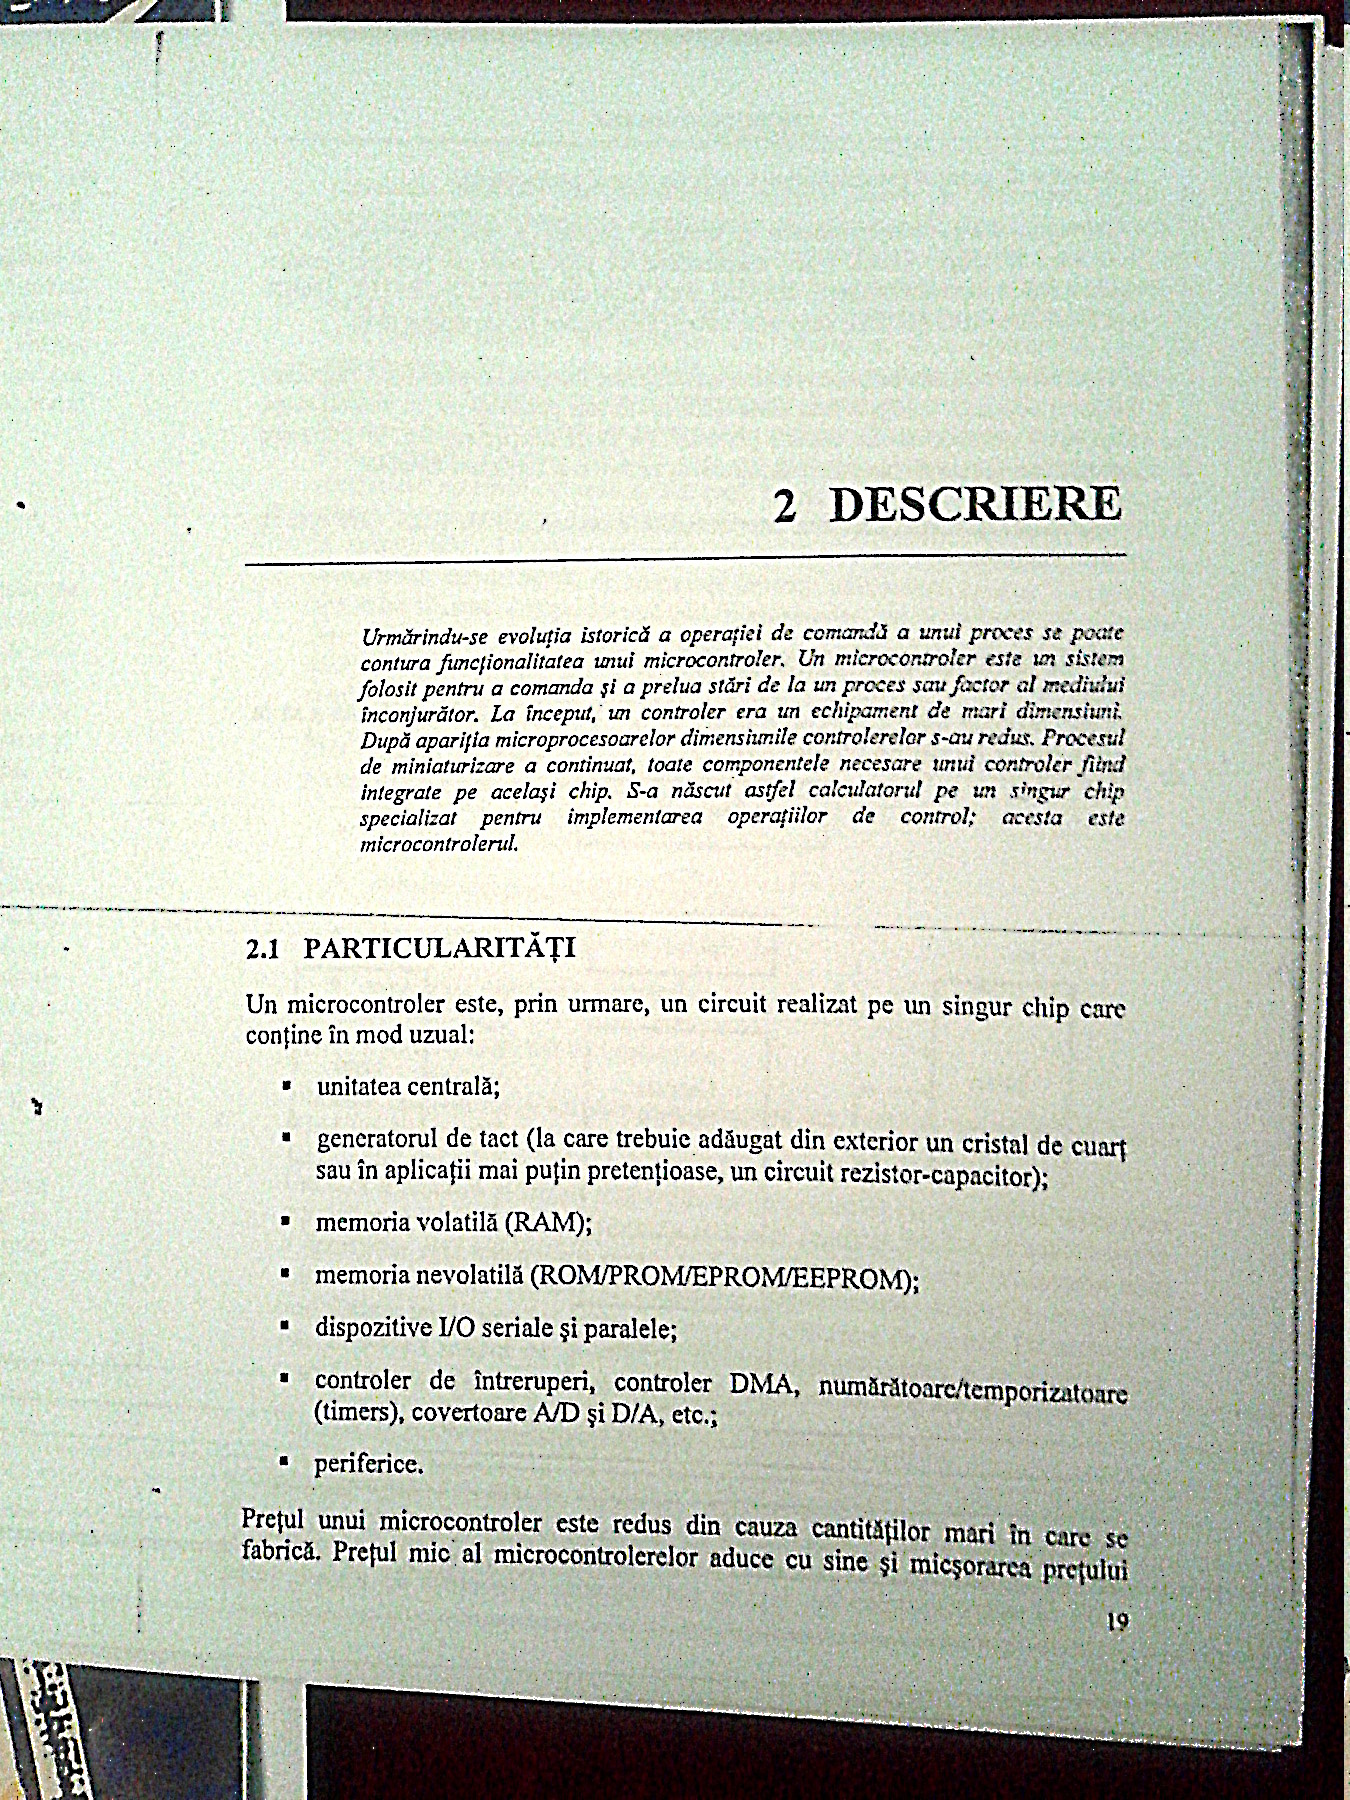 2 DESCRIERE
Urmărindu-se evoluţia istorică a operaţiei de comandă a unui proces se poate
contura funcţionalitatea unui microcontroler. Un microcontroler este un sistem
folosit pentru a comanda şi a prelua stări de la un proces sau factor al mediului
înconjurător. La început, un controler era un echipament de mari dimensiuni.
După apariţia microprocesoarelor dimensiunile controlerelor s-au redus. Procesul
de miniaturizare a continuat, toate componentele necesare unui controler fiind
integrate pe acelaşi chip. S-a născut astfel calculatorul pe un singur chip
specializat pentru implementarea operaţiilor de control; acesta este
microcontrolerul.
2.1 PARTICULARITĂŢI
Un microcontroler este, prin urmare, un circuit realizat pe un singur chip care
conţine în mod uzual:
▪ unitatea centrală;
▪ generatorul de tact (la care trebuie adăugat din exterior un cristal de cuarţ
sau în aplicaţii mai puţin pretenţioase, un circuit rezistor-capacitor);
▪ memoria volatilă (RAM);
▪ memoria nevolatilă (ROM/PROM/EPROM/EEPROM);
▪ dispozitive I/O seriale şi paralele;
▪ controler de întreruperi, controler DMA, numărătoare/temporizatoare
(timers), covertoare A/D şi D/A, etc.;
▪ periferice.
Preţul unui microcontroler este redus din cauza cantităţilor mari în care se
fabrică. Preţul mic al microcontrolerelor aduce cu sine şi micşorarea preţului
19